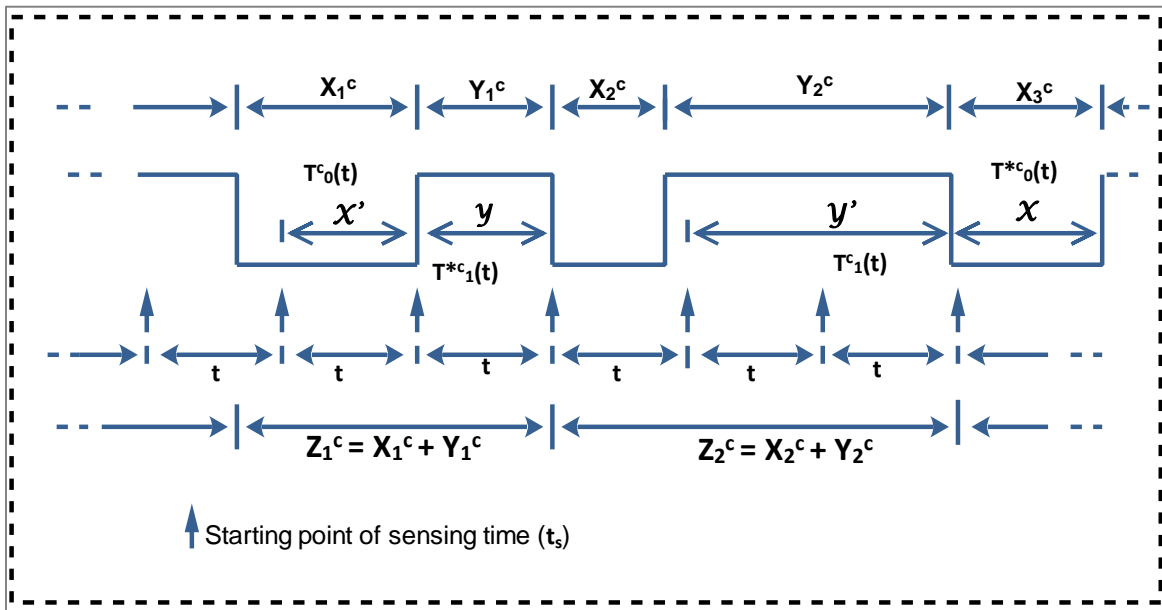 X₁ᶜ Y₁ᶜ X₂ᶜ Y₂ᶜ X₃ᶜ
Tᶜ₀(t) T*ᶜ₀(t)
x’ y y’ x
T*ᶜ₁(t) Tᶜ₁(t)
t t t t t t
Z₁ᶜ = X₁ᶜ + Y₁ᶜ Z₂ᶜ = X₂ᶜ + Y₂ᶜ
Starting point of sensing time (tₛ)